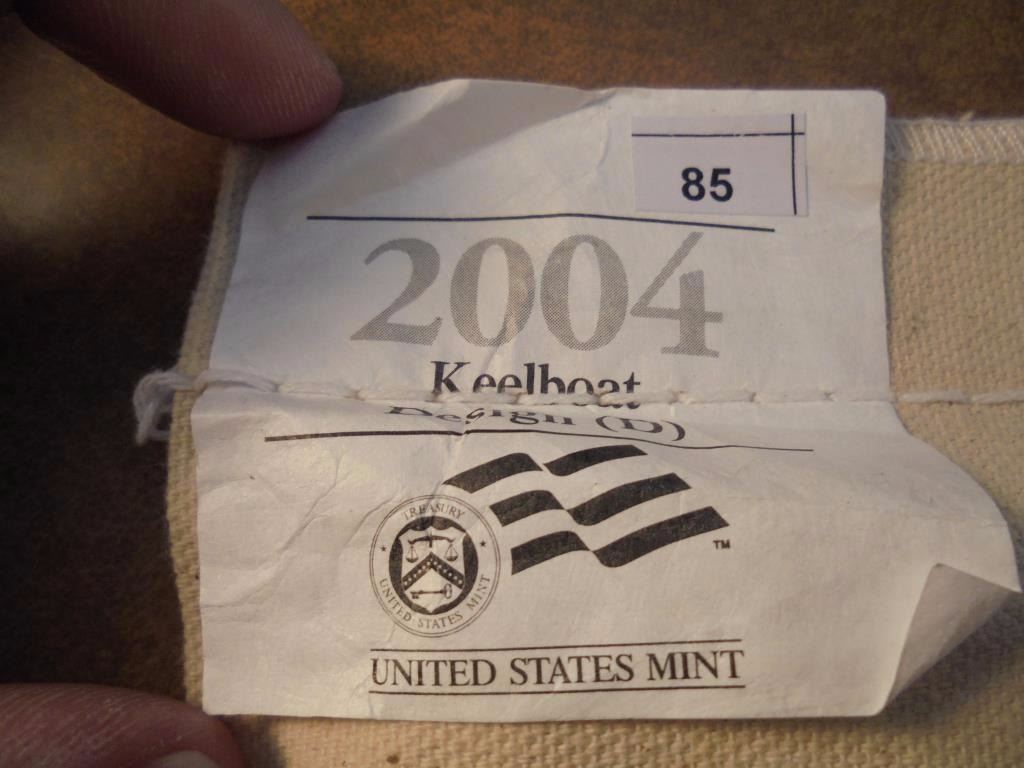 85
2004
Keelboat
Design (D)
TREASURY
UNITED STATES MINT
TM
UNITED STATES MINT